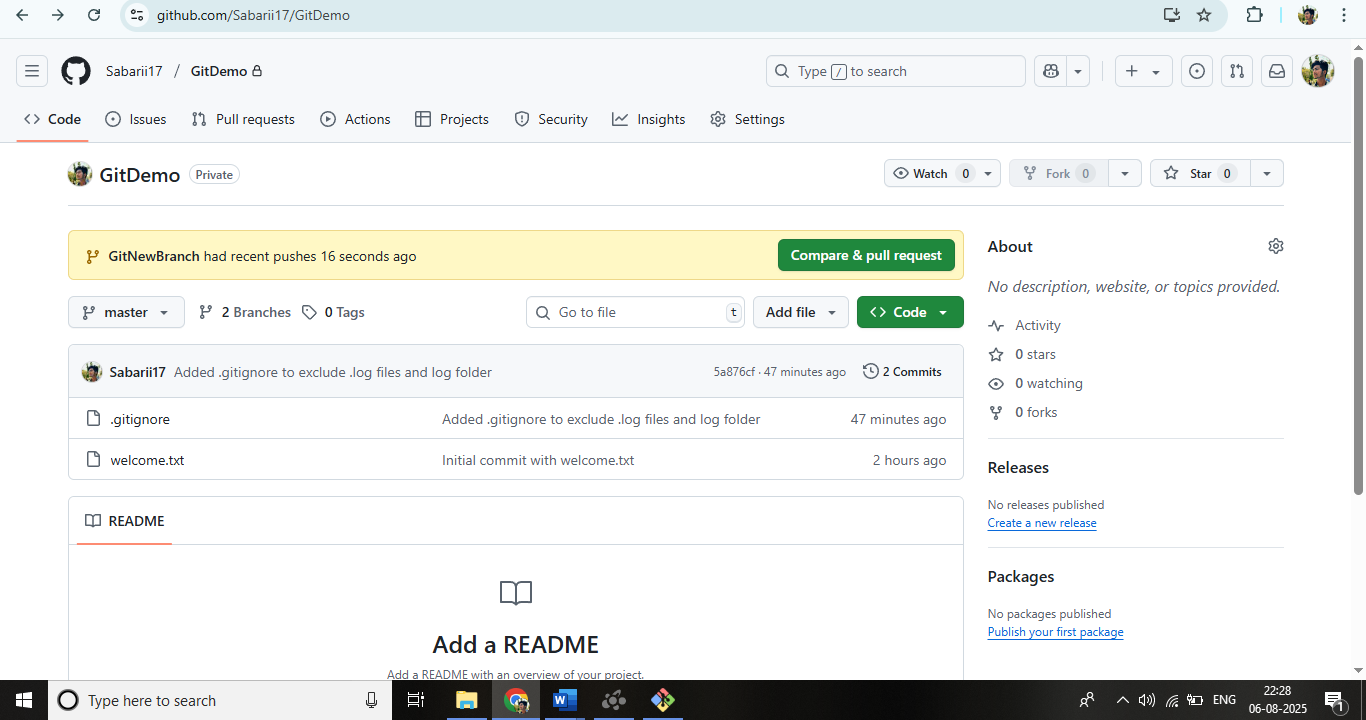 github.com/Sabarii17/GitDemo
Sabarii17 / GitDemo
Type / to search
Code Issues Pull requests Actions Projects Security Insights Settings
GitDemo Private
Watch 0 Fork 0 Star 0
GitNewBranch had recent pushes 16 seconds ago
Compare & pull request
master 2 Branches 0 Tags
Go to file t Add file <> Code
Sabarii17 Added .gitignore to exclude .log files and log folder 5a876cf · 47 minutes ago 2 Commits
.gitignore Added .gitignore to exclude .log files and log folder 47 minutes ago
welcome.txt Initial commit with welcome.txt 2 hours ago
README
Add a README
Add a README with an overview of your project.
About
No description, website, or topics provided.
Activity
0 stars
0 watching
0 forks
Releases
No releases published
Create a new release
Packages
No packages published
Publish your first package
Type here to search
W
ENG
22:28
06-08-2025
1